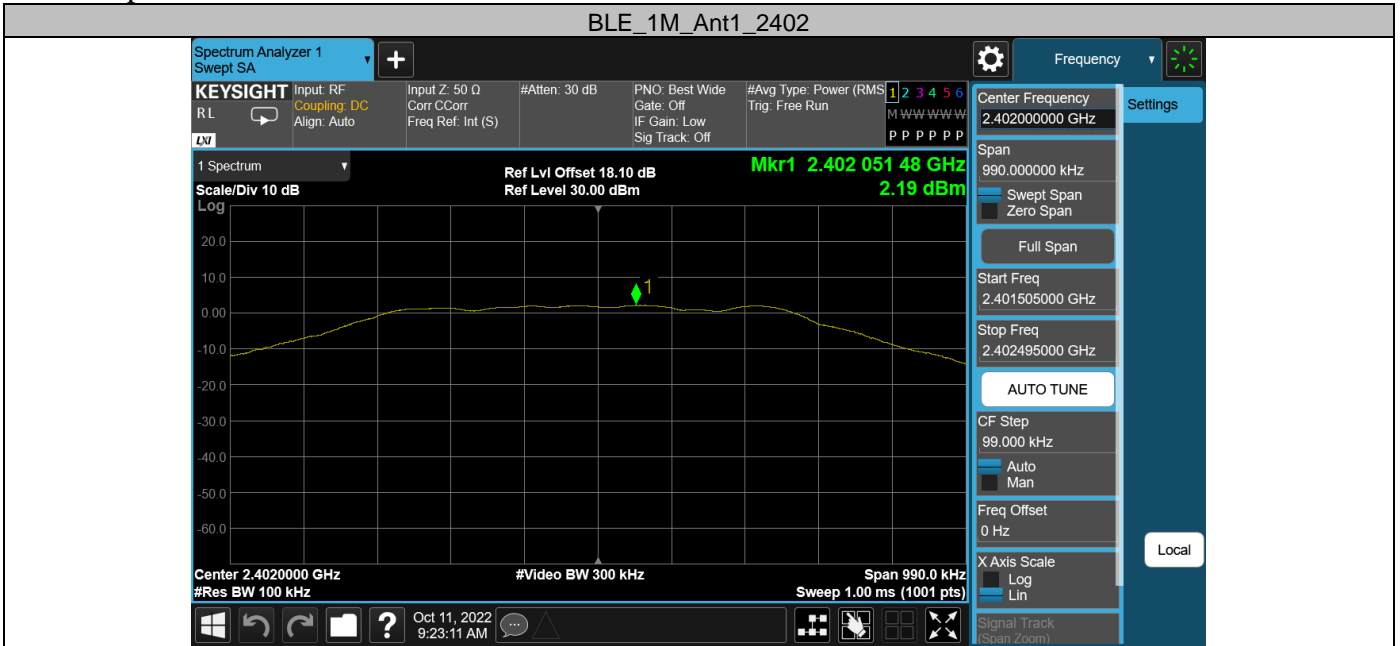 BLE_1M_Ant1_2402
Spectrum Analyzer 1
Swept SA
+
Frequency
KEYSIGHT
RL
LXI
Input: RF
Coupling: DC
Align: Auto
Input Z: 50 Ω
Corr CCorr
Freq Ref: Int (S)
#Atten: 30 dB
PNO: Best Wide
Gate: Off
IF Gain: Low
Sig Track: Off
#Avg Type: Power (RMS
Trig: Free Run
1 2 3 4 5 6
M W W W W W
P P P P P P
Center Frequency
2.402000000 GHz
Settings
Span
990.000000 kHz
Swept Span
Zero Span
Full Span
Start Freq
2.401505000 GHz
Stop Freq
2.402495000 GHz
AUTO TUNE
CF Step
99.000 kHz
Auto
Man
Freq Offset
0 Hz
X Axis Scale
Log
Lin
Signal Track
(Span Zoom)
Local
1 Spectrum
Scale/Div 10 dB
Log
Ref Lvl Offset 18.10 dB
Ref Level 30.00 dBm
Mkr1 2.402 051 48 GHz
2.19 dBm
20.0
10.0
1
0.00
-10.0
-20.0
-30.0
-40.0
-50.0
-60.0
Center 2.4020000 GHz
#Res BW 100 kHz
#Video BW 300 kHz
Span 990.0 kHz
Sweep 1.00 ms (1001 pts)
?
Oct 11, 2022
9:23:11 AM